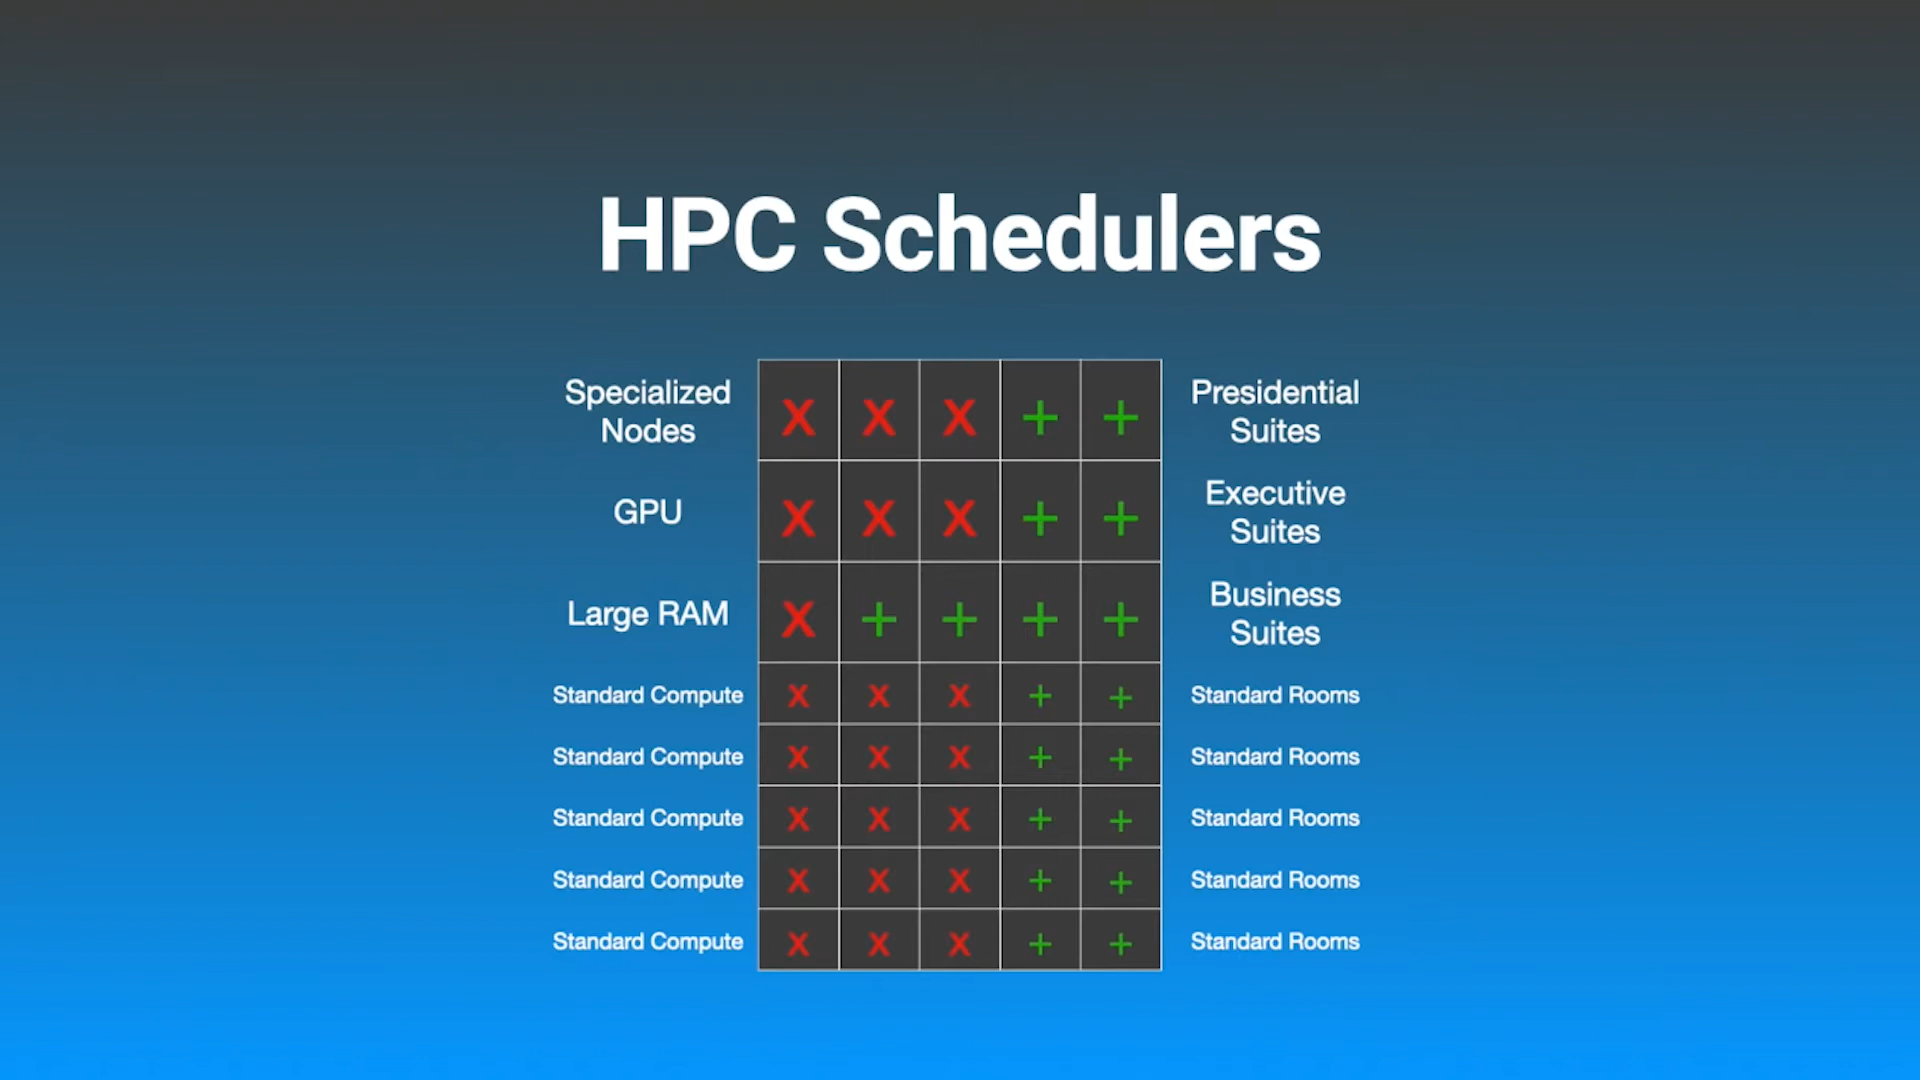 HPC Schedulers
Specialized
Nodes
X X X + +
Presidential
Suites
GPU
X X X + +
Executive
Suites
Large RAM
X + + + +
Business
Suites
Standard Compute X X X + + Standard Rooms
Standard Compute X X X + + Standard Rooms
Standard Compute X X X + + Standard Rooms
Standard Compute X X X + + Standard Rooms
Standard Compute X X X + + Standard Rooms